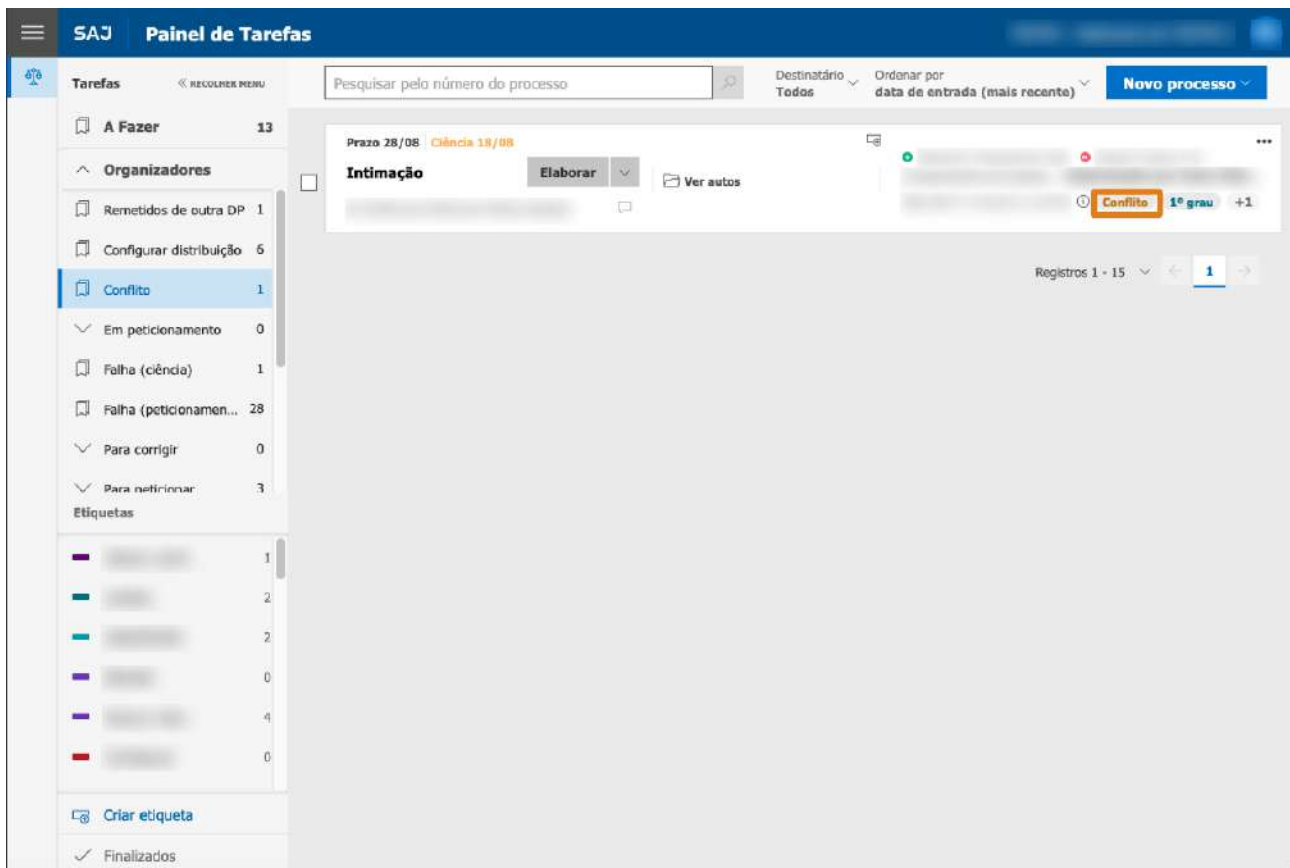 SAJ Painel de Tarefas
Tarefas « RECOLHER MENU
Pesquisar pelo número do processo
Destinatário
Todos
Ordenar por
data de entrada (mais recente)
Novo processo
A Fazer 13
Organizadores
Remetidos de outra DP 1
Configurar distribuição 6
Conflito 1
Em peticionamento 0
Falha (ciência) 1
Falha (peticionamen... 28
Para corrigir 0
Para peticionar 3
Prazo 28/08 Ciência 18/08
Intimação Elaborar Ver autos
Conflito 1º grau +1
Registros 1 - 15 1
Etiquetas
1
2
2
0
4
0
Criar etiqueta
Finalizados